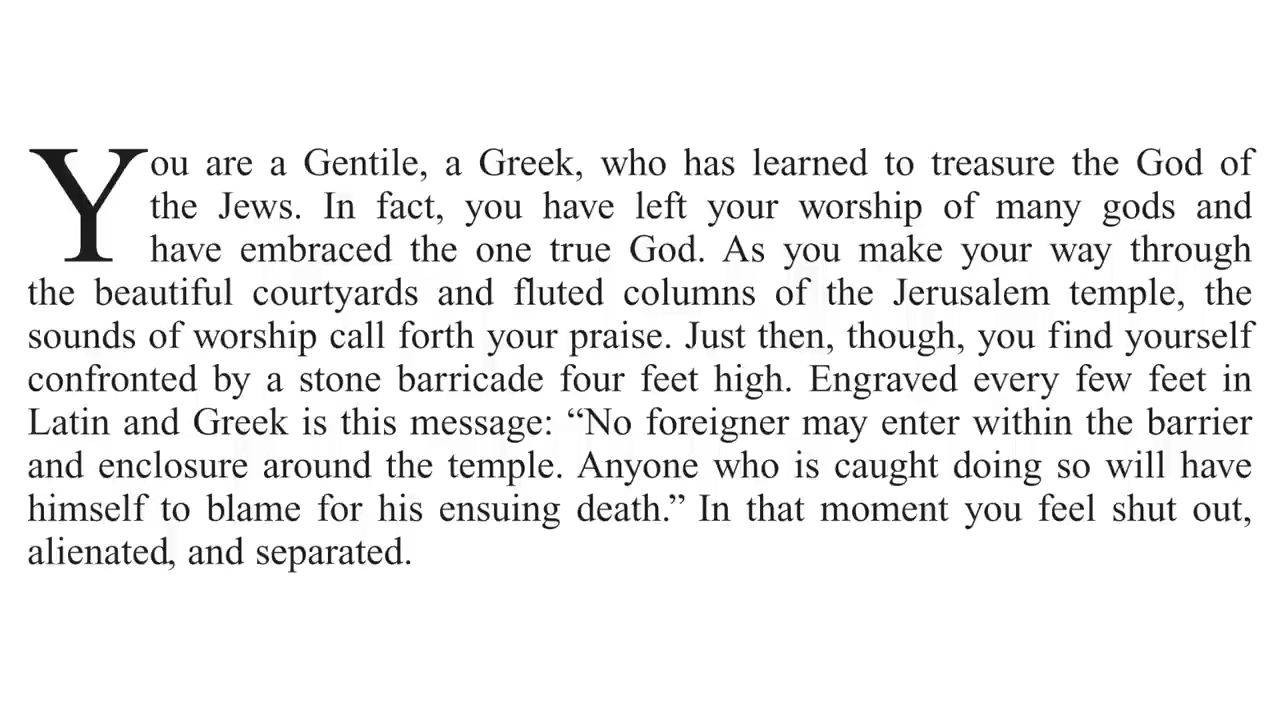 You are a Gentile, a Greek, who has learned to treasure the God of
the Jews. In fact, you have left your worship of many gods and
have embraced the one true God. As you make your way through
the beautiful courtyards and fluted columns of the Jerusalem temple, the
sounds of worship call forth your praise. Just then, though, you find yourself
confronted by a stone barricade four feet high. Engraved every few feet in
Latin and Greek is this message: “No foreigner may enter within the barrier
and enclosure around the temple. Anyone who is caught doing so will have
himself to blame for his ensuing death.” In that moment you feel shut out,
alienated, and separated.